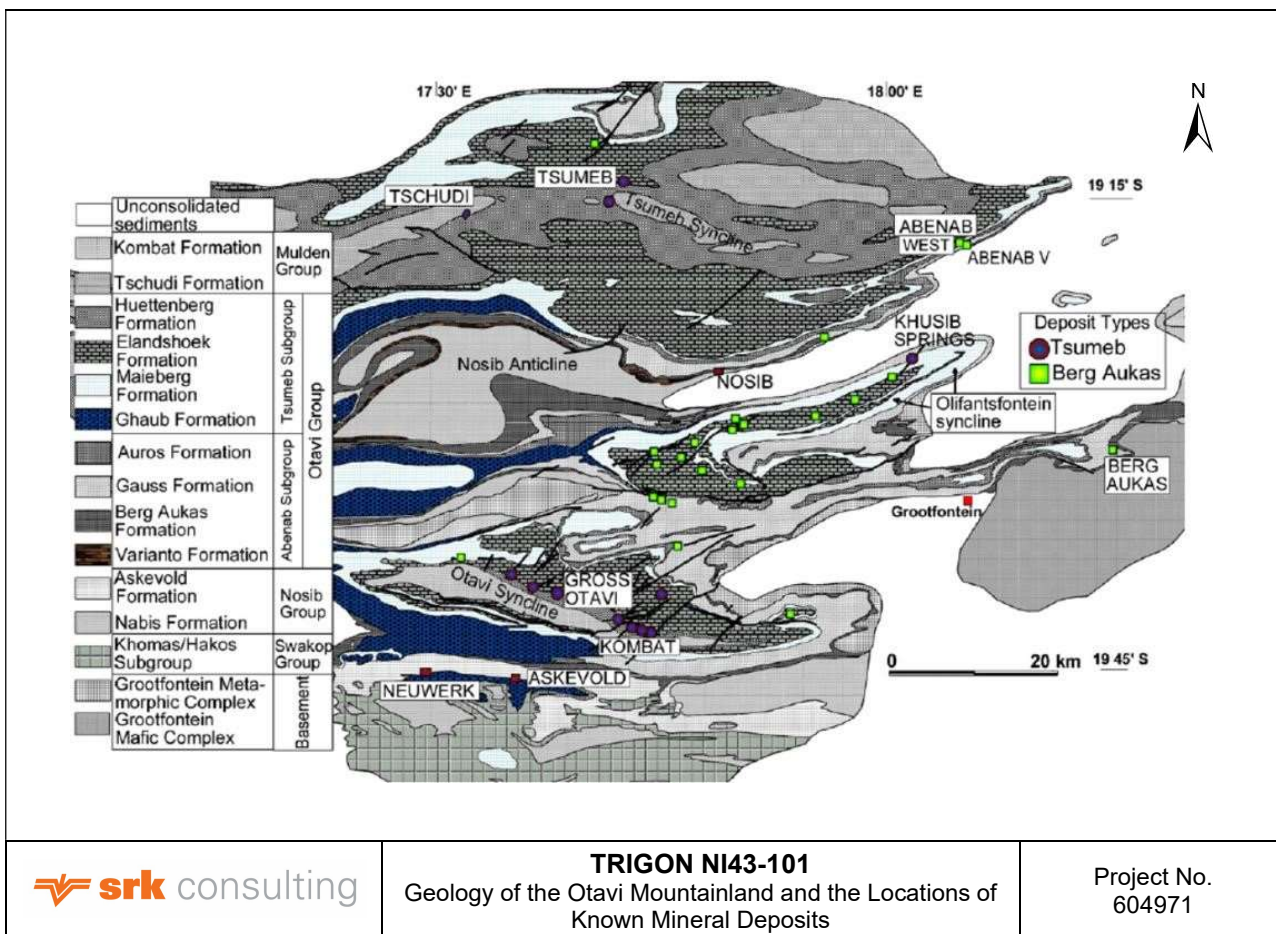 17 30' E
18 00' E
N
TSUMEB
19 15' S
TSCHUDI
Tsumeb Syncline
ABENAB
WEST
ABENAB V
Unconsolidated
sediments
Kombat Formation
Tschudi Formation
Mulden
Group
Huettenberg
Formation
Elandshoek
Formation
Maieberg
Formation
Ghaub Formation
Tsumeb Subgroup
Auros Formation
Gauss Formation
Berg Aukas
Formation
Varianto Formation
Abenab Subgroup
Otavi Group
Askevold
Formation
Nabis Formation
Nosib
Group
Khomas/Hakos
Subgroup
Swakop
Group
Grootfontein Meta-
morphic Complex
Grootfontein
Mafic Complex
Basement
KHUSIB
SPRINGS
Deposit Types
Tsumeb
Berg Aukas
Nosib Anticline
NOSIB
Olifantsfontein
syncline
BERG
AUKAS
Grootfontein
Otavi Syncline
GROSS
OTAVI
KOMBAT
0
20 km
19 45' S
NEUWERK
ASKEVOLD
srk consulting
TRIGON NI43-101
Geology of the Otavi Mountainland and the Locations of
Known Mineral Deposits
Project No.
604971